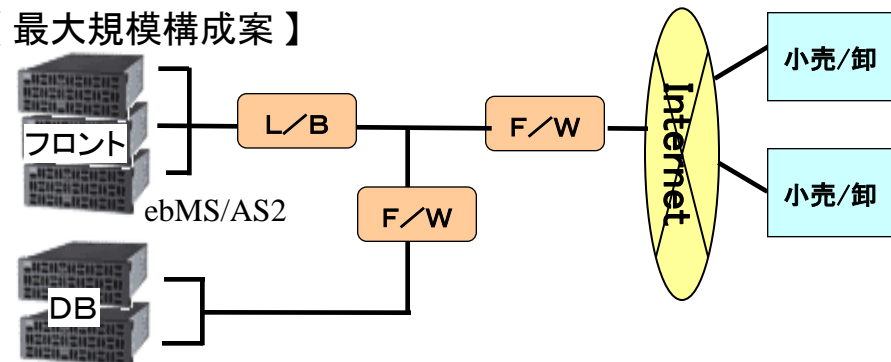 【 最大規模構成案 】
フロント
ebMS/AS2
L/B
F/W
F/W
DB
Internet
小売/卸
小売/卸